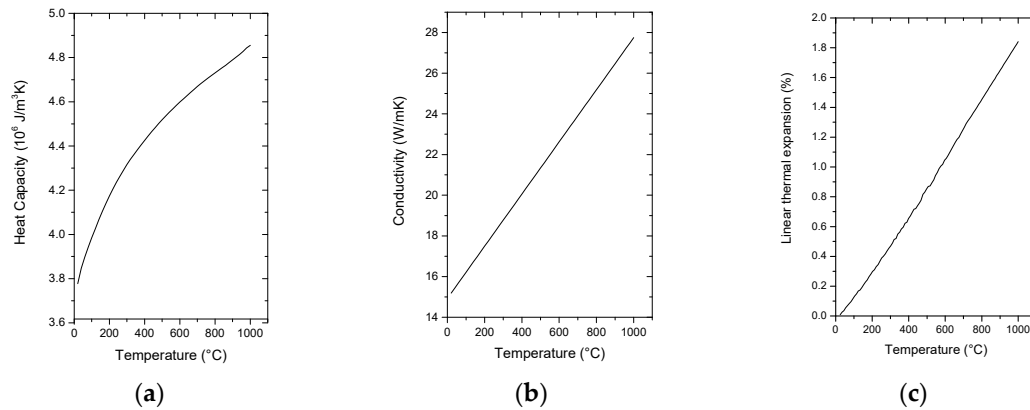 5.0
4.8
4.6
4.4
4.2
4.0
3.8
3.6
0 200 400 600 800 1000
Heat Capacity (10⁶ J/m³K)
Temperature (°C)
(a)
28
26
24
22
20
18
16
14
0 200 400 600 800 1000
Conductivity (W/mK)
Temperature (°C)
(b)
2.0
1.8
1.6
1.4
1.2
1.0
0.8
0.6
0.4
0.2
0.0
0 200 400 600 800 1000
Linear thermal expansion (%)
Temperature (°C)
(c)